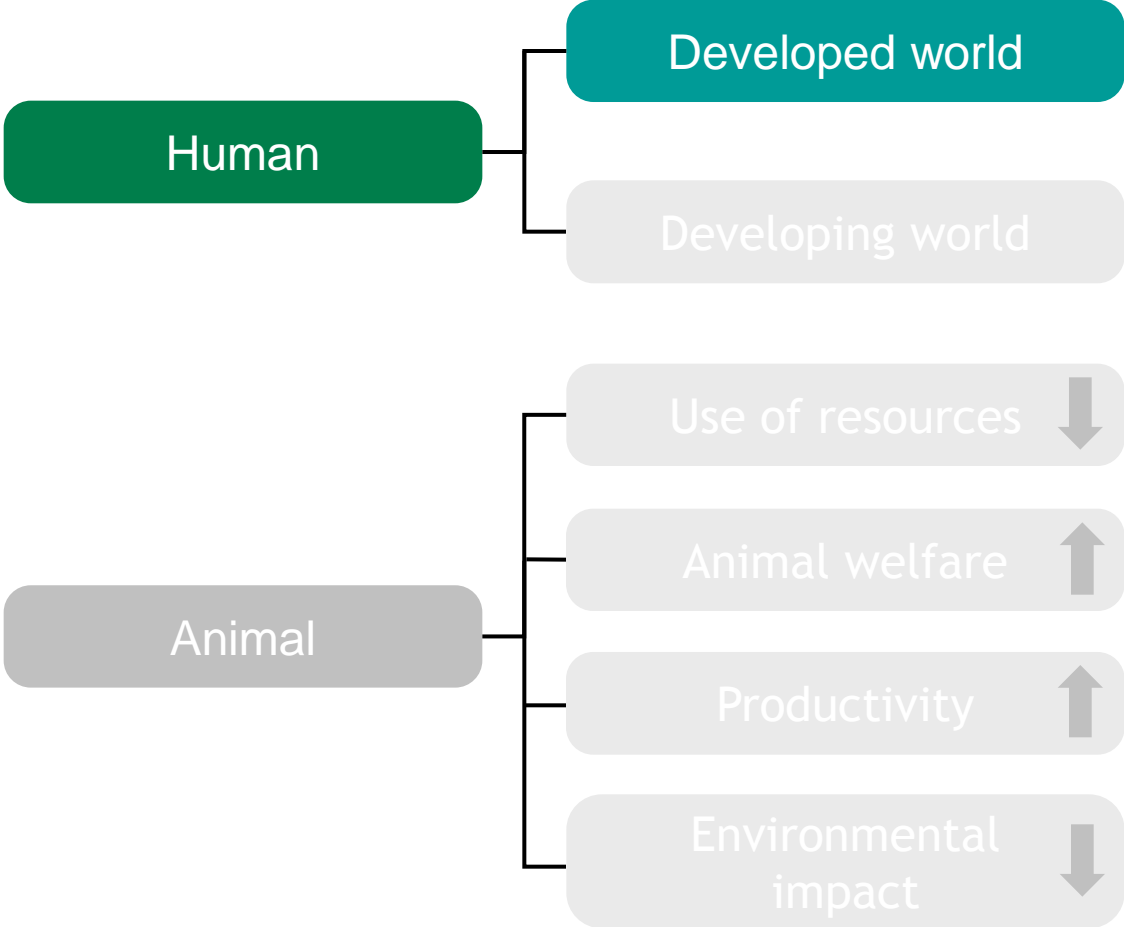 Developed world
Human
Developing world
Use of resources
Animal welfare
Animal
Productivity
Environmental
impact